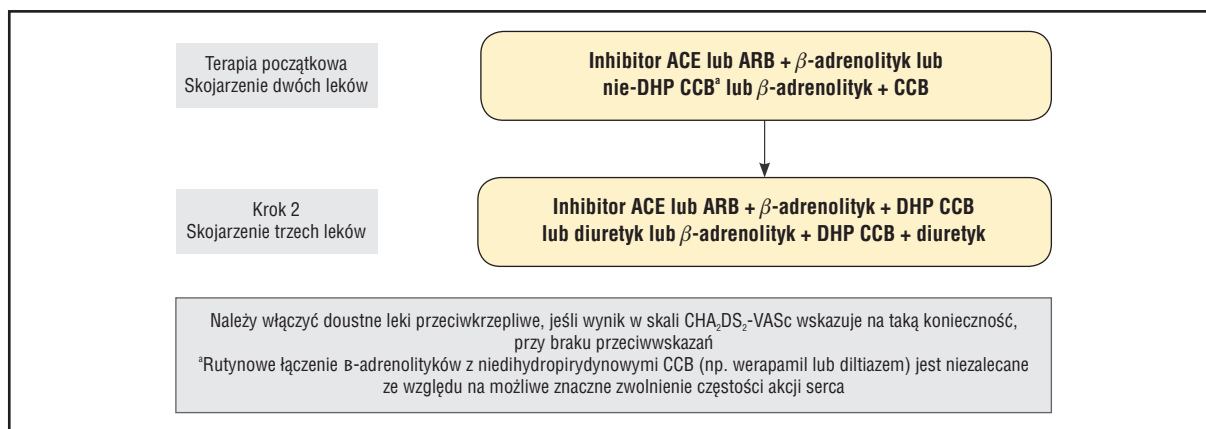 Terapia początkowa
Skojarzenie dwóch leków
Inhibitor ACE lub ARB + β-adrenolityk lub
nie-DHP CCBᵃ lub β-adrenolityk + CCB
Krok 2
Skojarzenie trzech leków
Inhibitor ACE lub ARB + β-adrenolityk + DHP CCB
lub diuretyk lub β-adrenolityk + DHP CCB + diuretyk
Należy włączyć doustne leki przeciwkrzepliwe, jeśli wynik w skali CHA₂DS₂-VASc wskazuje na taką konieczność,
przy braku przeciwwskazań
ᵃRutynowe łączenie ʙ-adrenolityków z niedihydropirydynowymi CCB (np. werapamil lub diltiazem) jest niezalecane
ze względu na możliwe znaczne zwolnienie częstości akcji serca